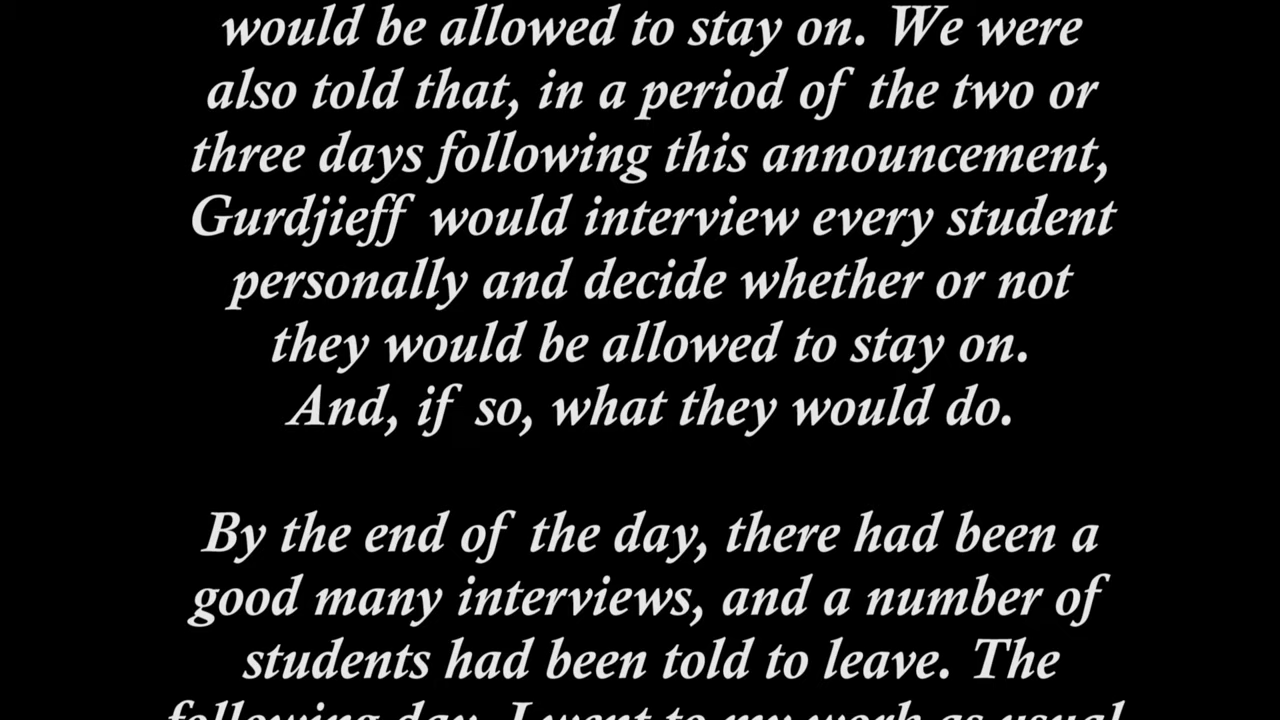 would be allowed to stay on. We were
also told that, in a period of the two or
three days following this announcement,
Gurdjieff would interview every student
personally and decide whether or not
they would be allowed to stay on.
And, if so, what they would do.
By the end of the day, there had been a
good many interviews, and a number of
students had been told to leave. The
following day, I went to my work as usual